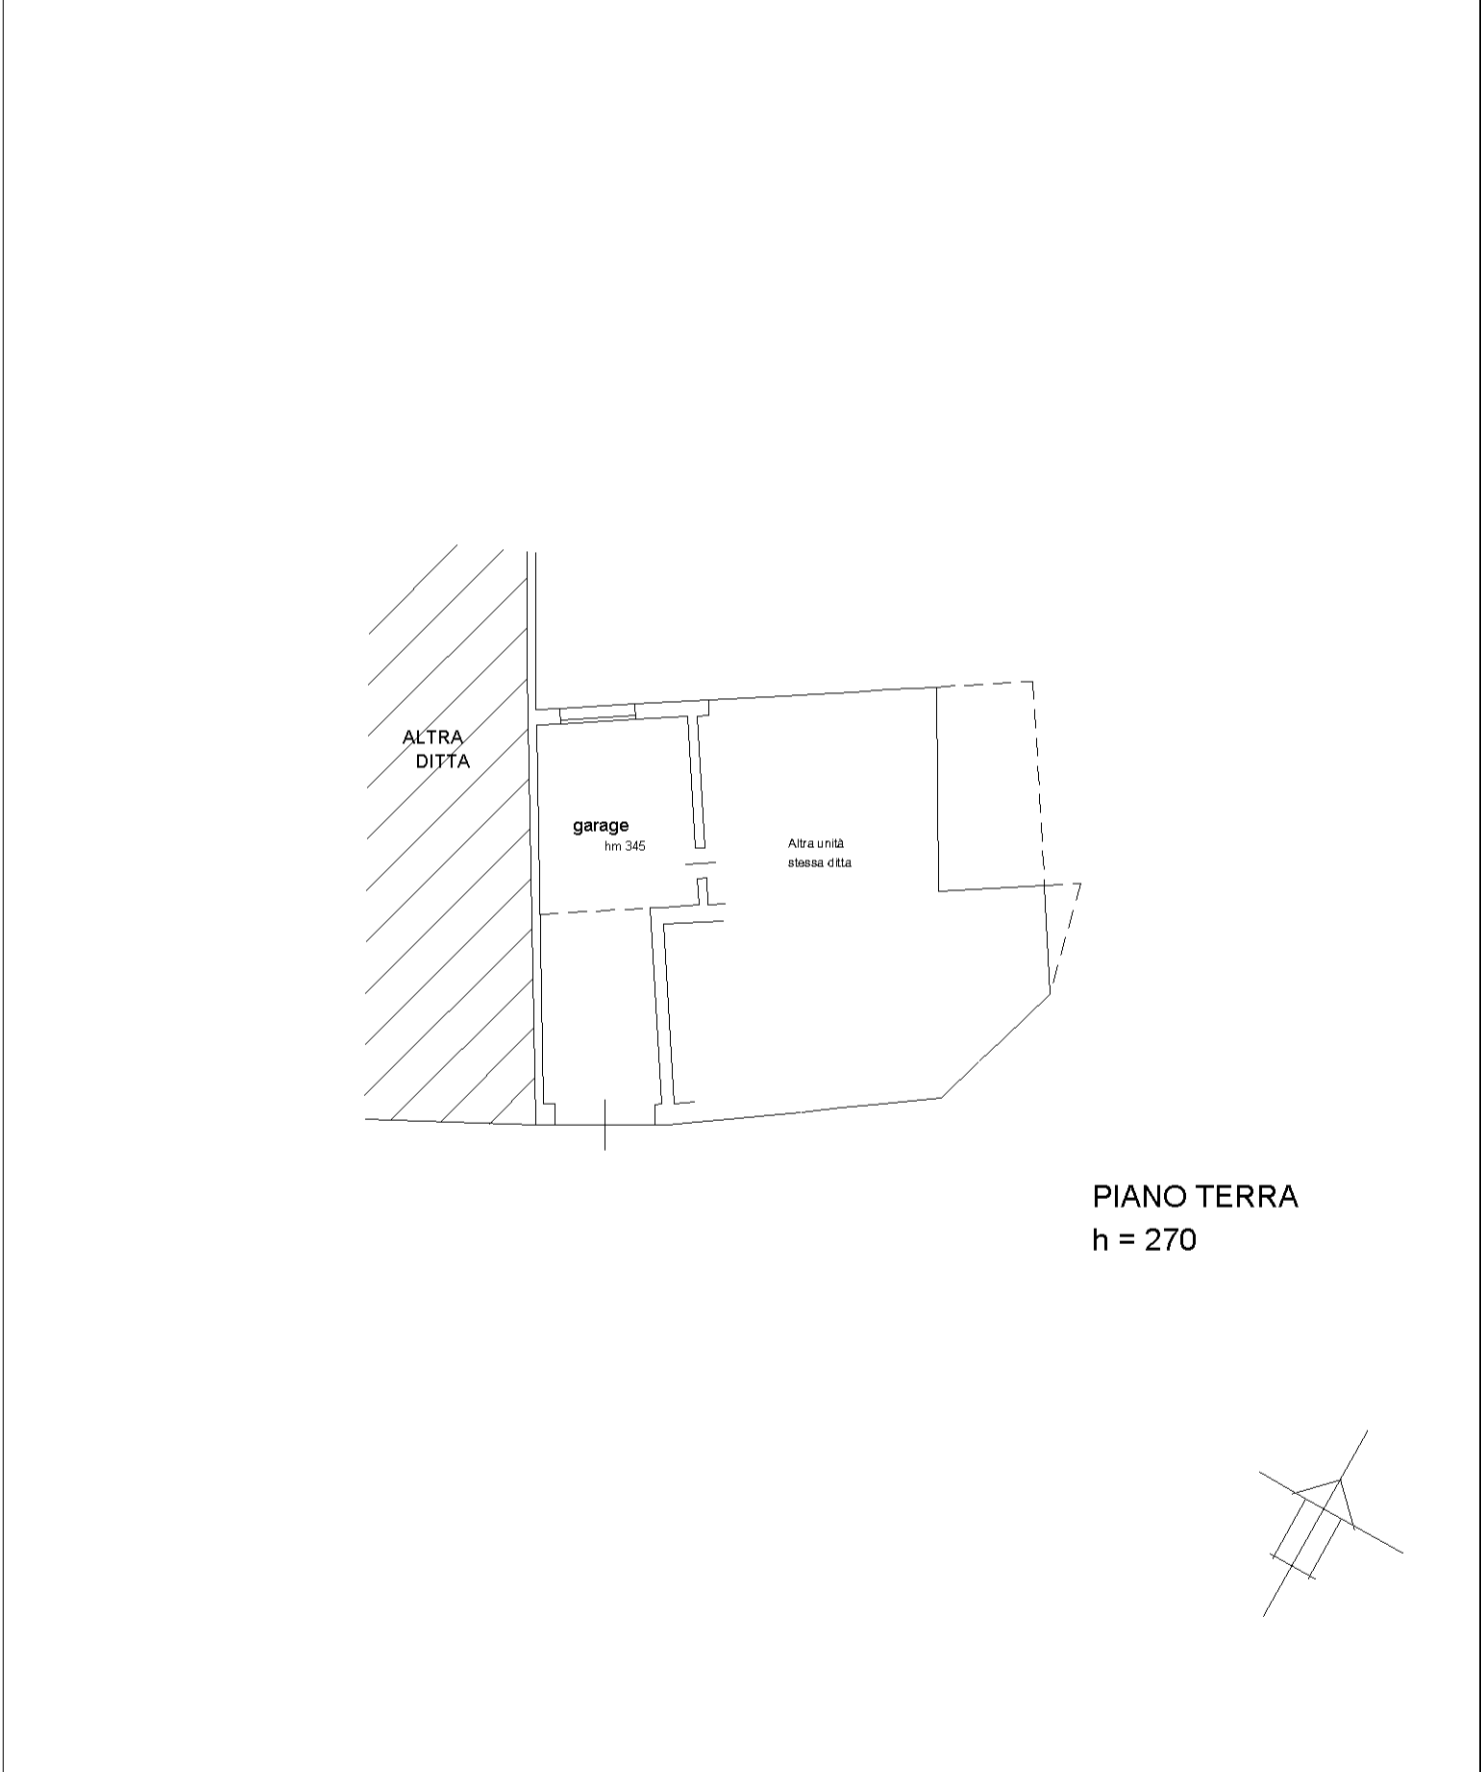 ALTRA
DITTA
garage
hm 345
Altra unità
stessa ditta
PIANO TERRA
h = 270